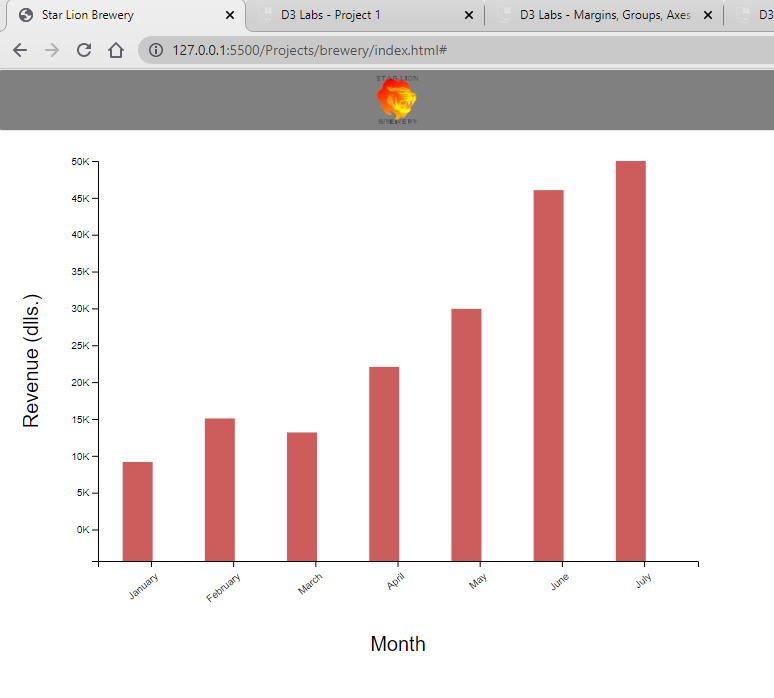 Star Lion Brewery
D3 Labs - Project 1
D3 Labs - Margins, Groups, Axes
D3
127.0.0.1:5500/Projects/brewery/index.html#
STAR LION
BREWERY
50K
45K
40K
35K
30K
25K
20K
15K
10K
5K
0K
Revenue (dlls.)
January
February
March
April
May
June
July
Month